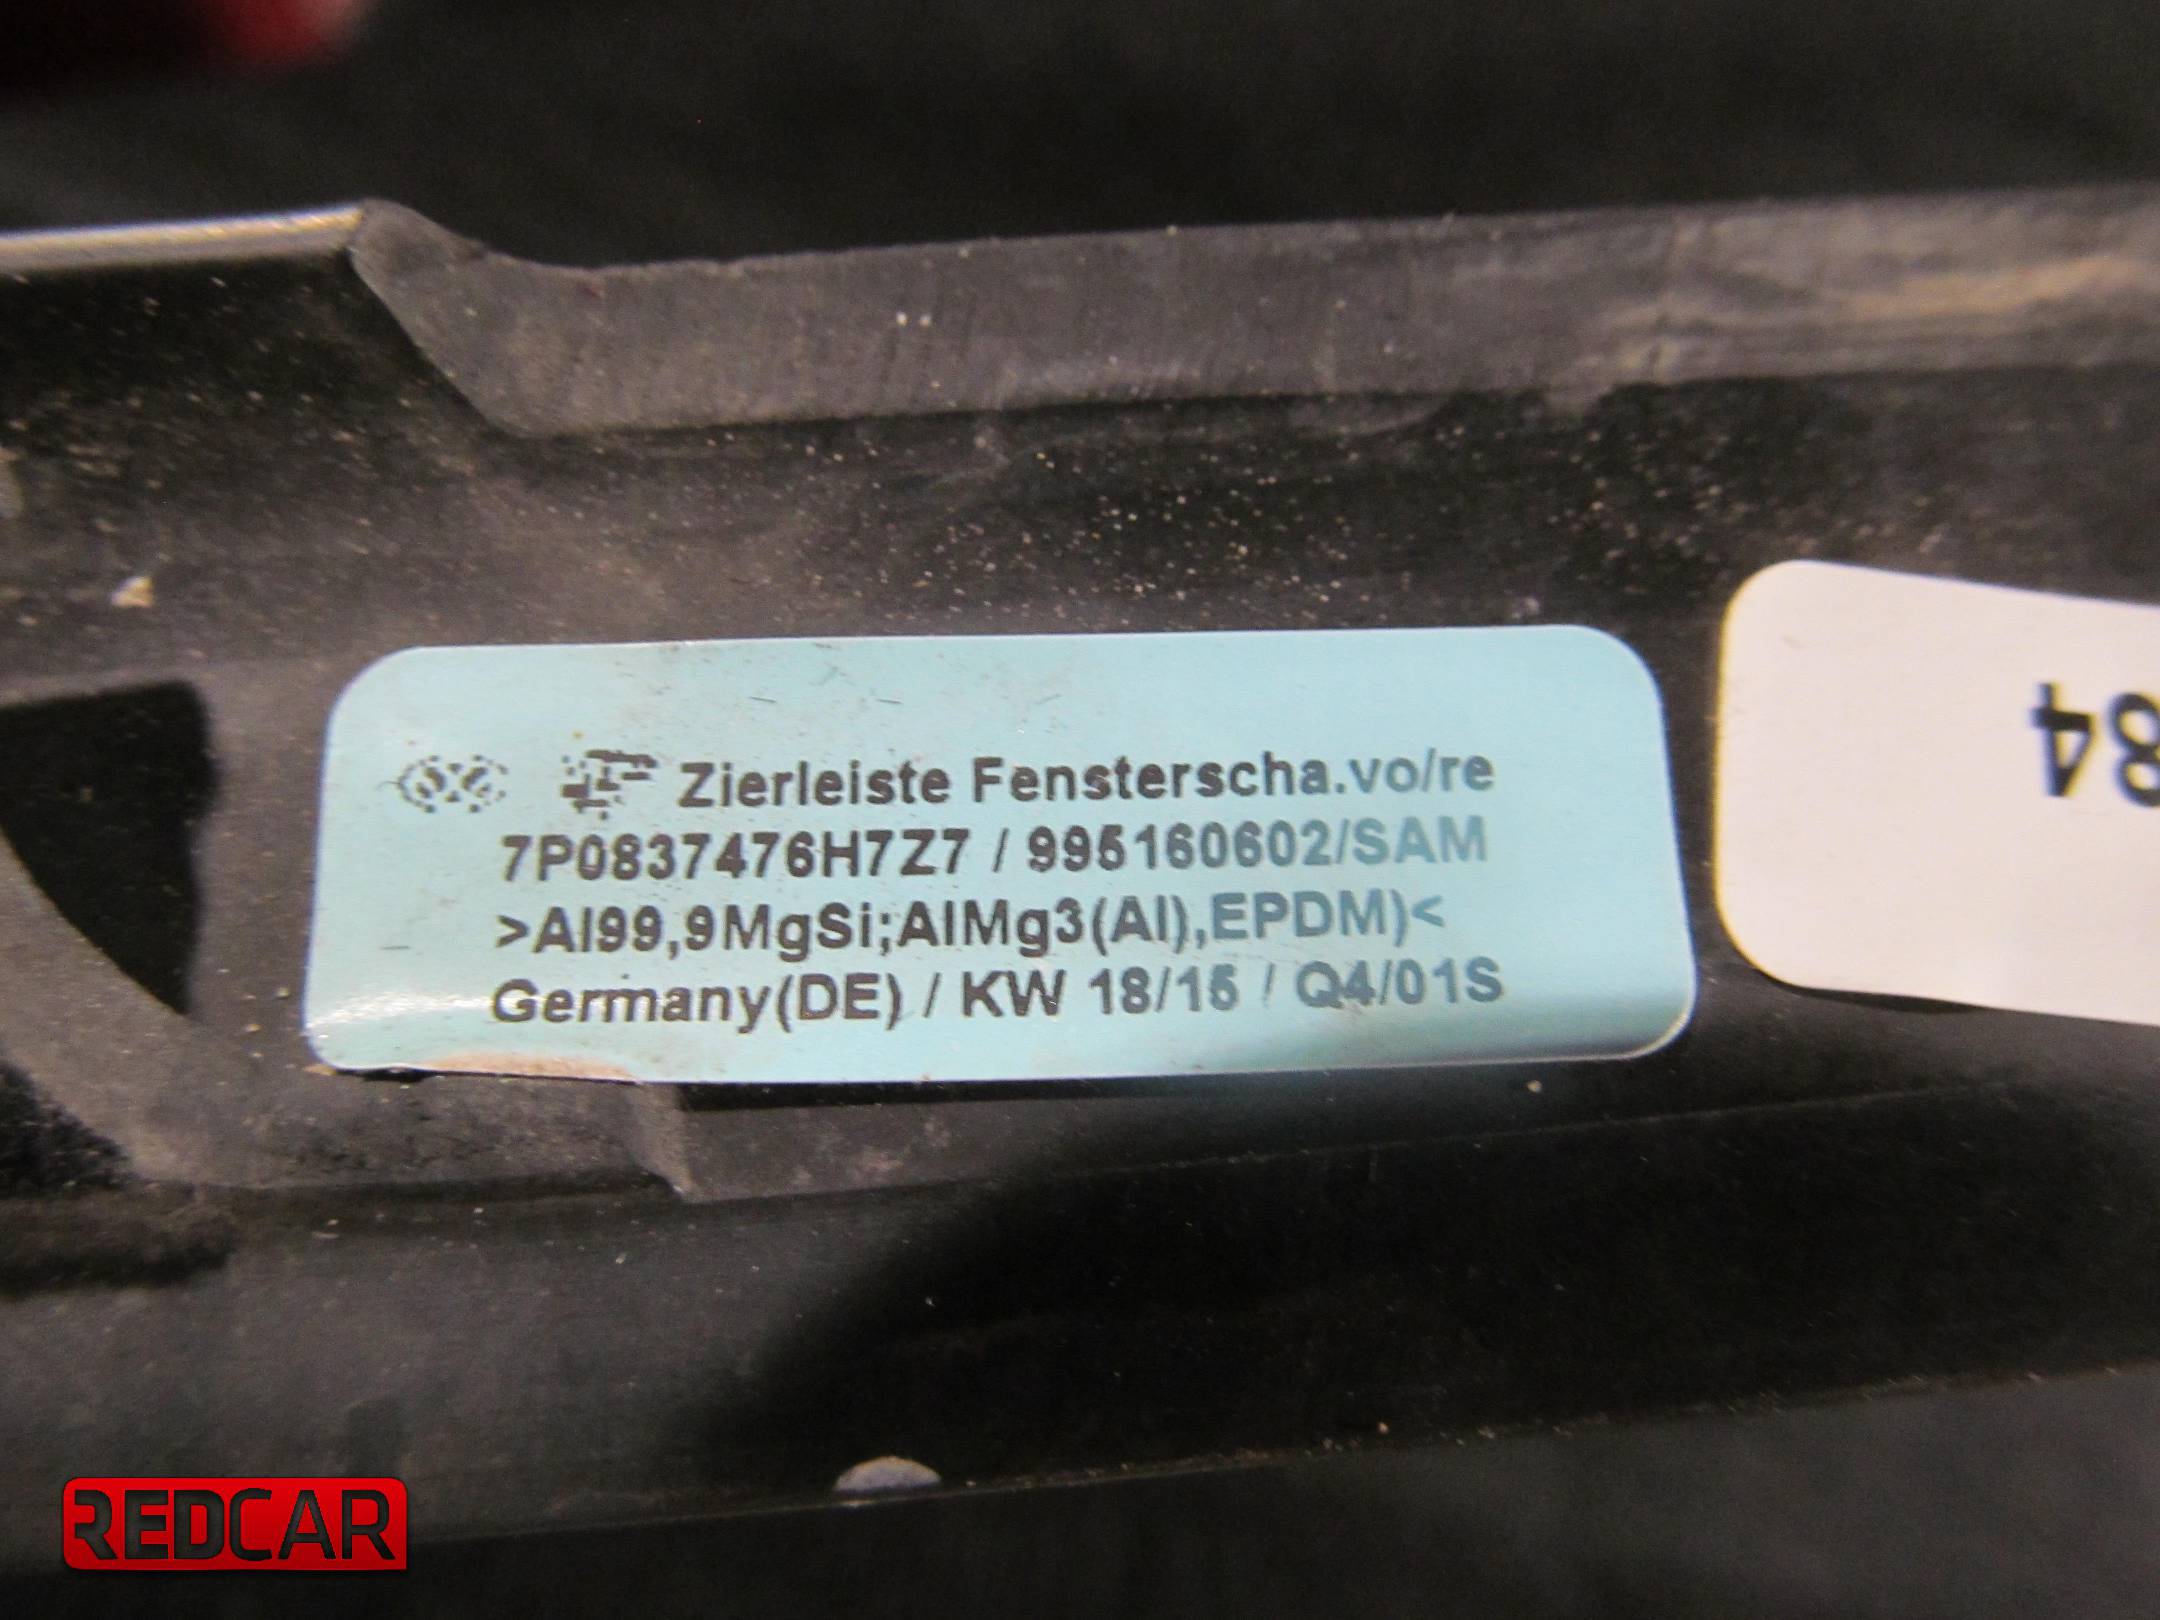 Zierleiste Fensterscha.vo/re
7P0837476H7Z7 / 995160602/SAM
>Al99,9MgSi;AlMg3(Al),EPDM)<
Germany(DE) / KW 18/15 / Q4/01S
84
REDCAR